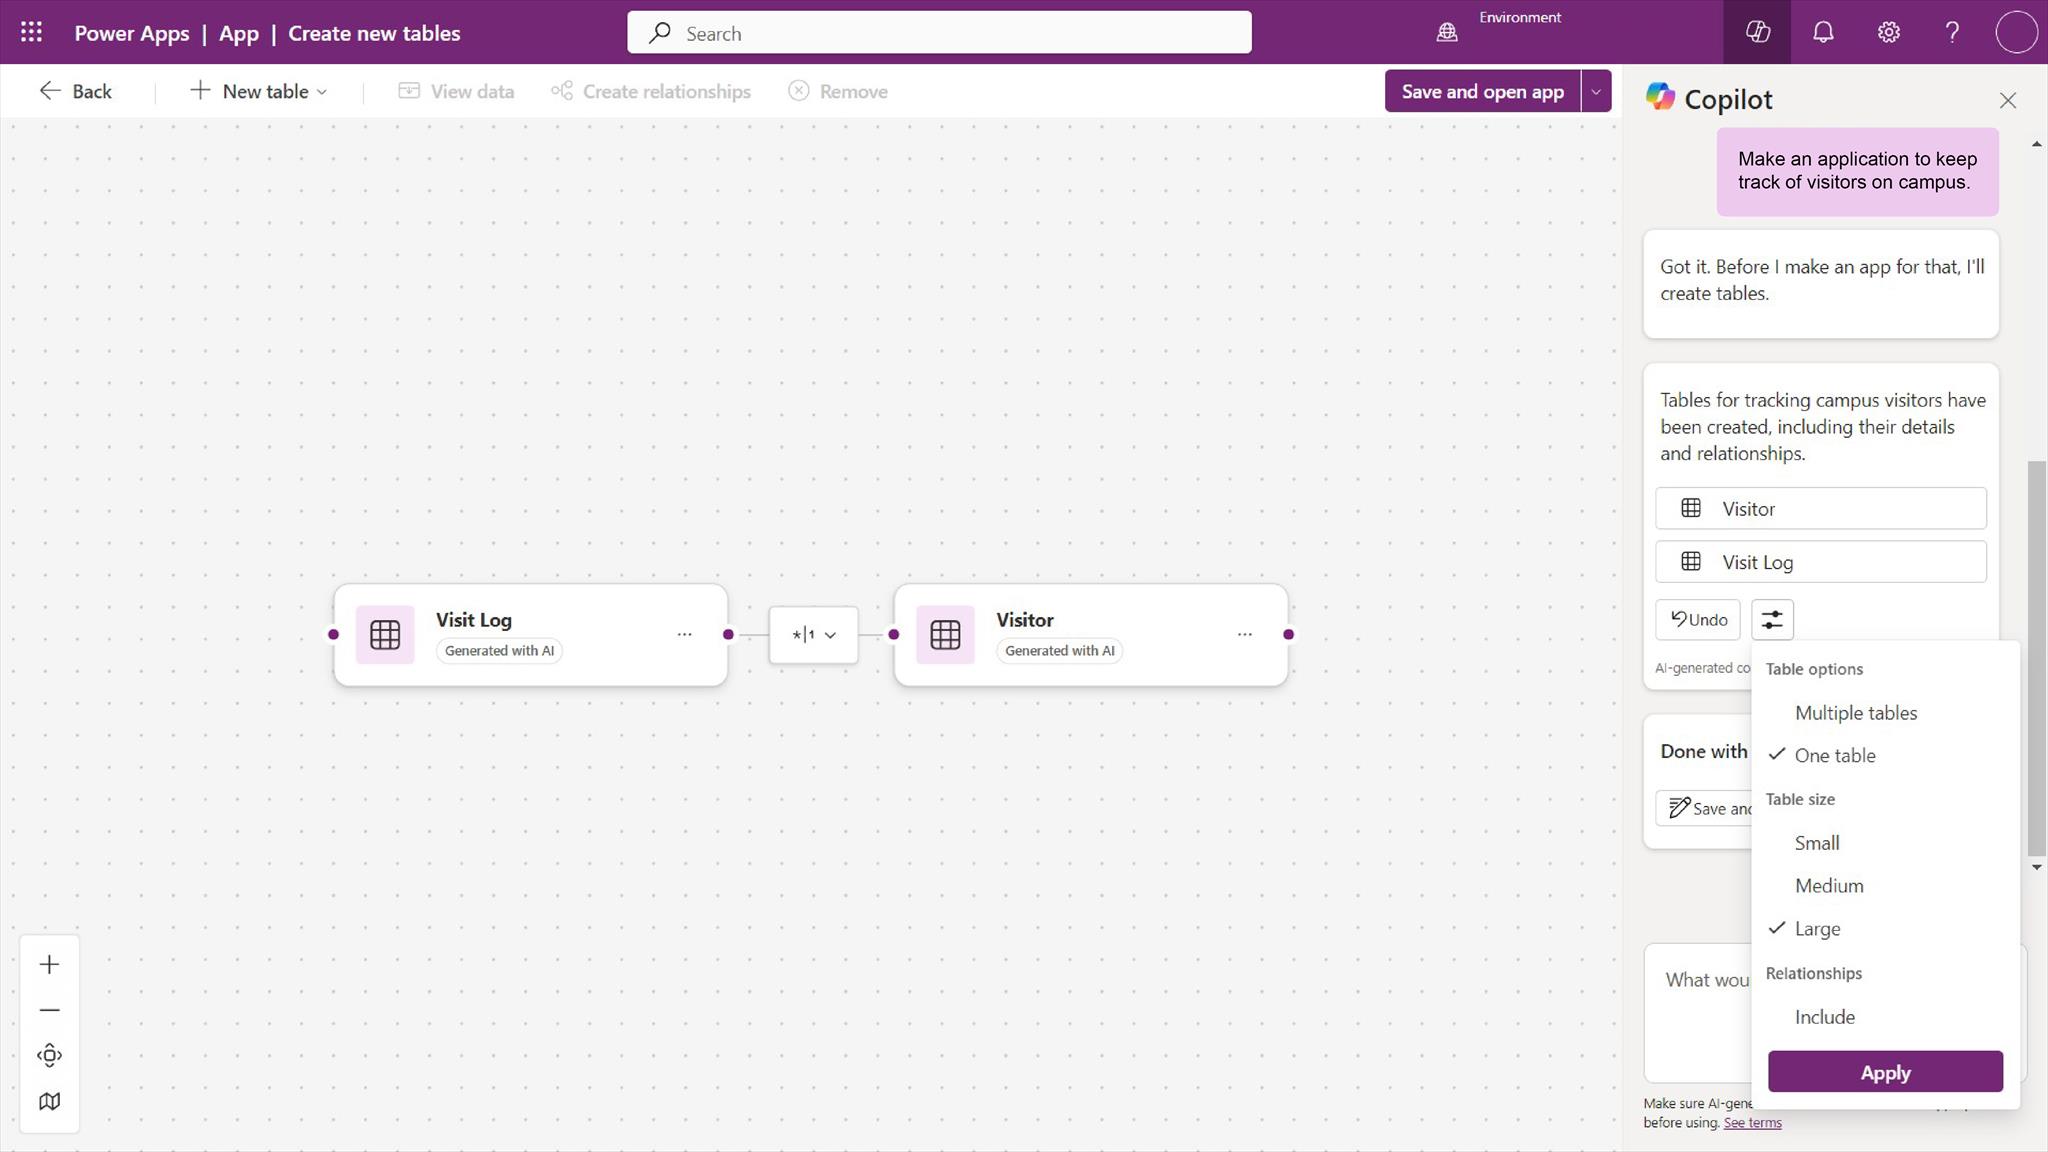 Power Apps | App | Create new tables
Search
Environment
Back
New table
View data
Create relationships
Remove
Save and open app
Copilot
Make an application to keep
track of visitors on campus.
Got it. Before I make an app for that, I'll
create tables.
Tables for tracking campus visitors have
been created, including their details
and relationships.
Visitor
Visit Log
Undo
AI-generated co
Visit Log
Generated with AI
*|1
Visitor
Generated with AI
Done with
Save and
What wou
Table options
Multiple tables
One table
Table size
Small
Medium
Large
Relationships
Include
Apply
Make sure AI-gene
before using. See terms